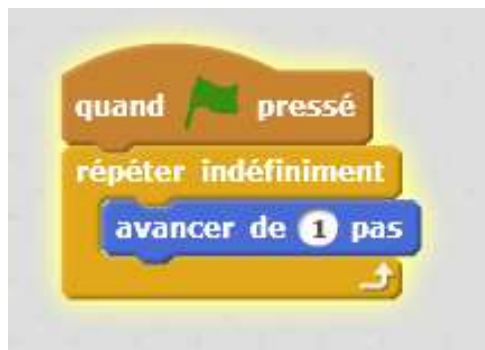 quand pressé
répéter indéfiniment
avancer de 1 pas